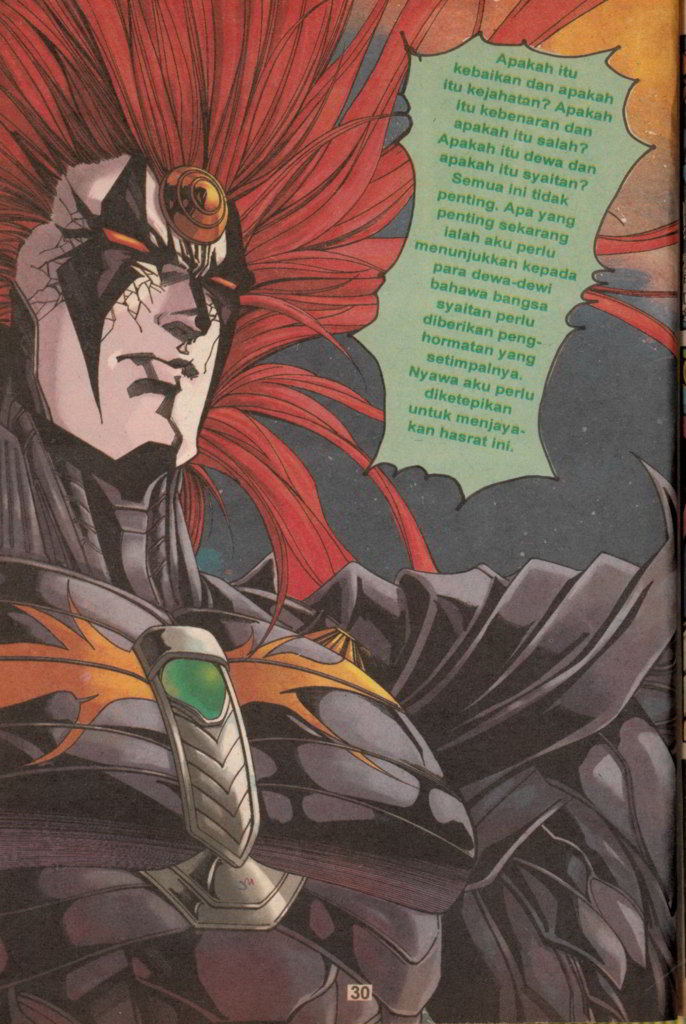 Apakah itu
kebaikan dan apakah
itu kejahatan? Apakah
itu kebenaran dan
apakah itu salah?
Apakah itu dewa dan
apakah itu syaitan?
Semua ini tidak
penting. Apa yang
penting sekarang
ialah aku perlu
menunjukkan kepada
para dewa-dewi
bahawa bangsa
syaitan perlu
diberikan peng-
hormatan yang
setimpalnya.
Nyawa aku perlu
diketepikan
untuk menjaya-
kan hasrat ini.
30